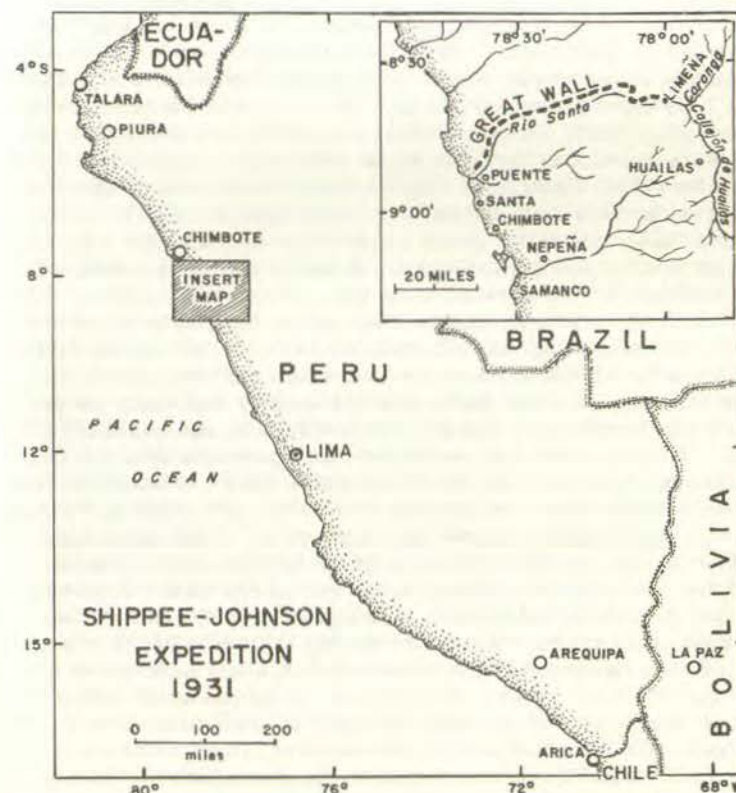 ECUA-
DOR
4°S
TALARA
PIURA
CHIMBOTE
8°
INSERT
MAP
PERU
BRAZIL
PACIFIC
OCEAN
12°
LIMA
BOLIVIA
SHIPPEE-JOHNSON
EXPEDITION
1931
15°
AREQUIPA
LA PAZ
0 100 200
miles
ARICA
CHILE
80° 76° 72° 68° W
78°30' 78°00'
8°30'
GREAT WALL
Rio Santa
LIMEÑA
Callejón de Huailas
HUAILAS
PUENTE
SANTA
9°00'
CHIMBOTE
NEPEÑA
20 MILES
SAMANCO